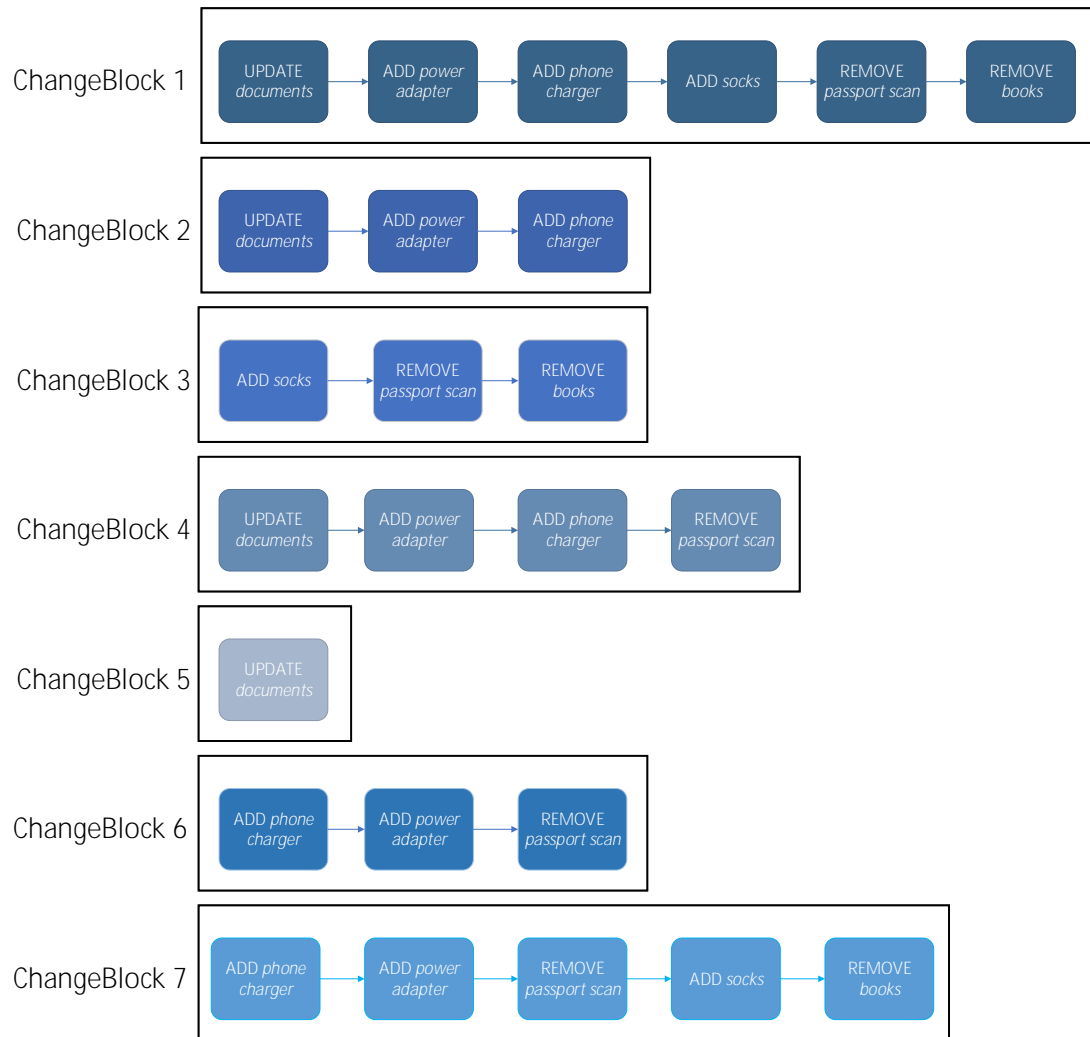 ChangeBlock 1
UPDATE
documents
ADD power
adapter
ADD phone
charger
ADD socks
REMOVE
passport scan
REMOVE
books
ChangeBlock 2
UPDATE
documents
ADD power
adapter
ADD phone
charger
ChangeBlock 3
ADD socks
REMOVE
passport scan
REMOVE
books
ChangeBlock 4
UPDATE
documents
ADD power
adapter
ADD phone
charger
REMOVE
passport scan
ChangeBlock 5
UPDATE
documents
ChangeBlock 6
ADD phone
charger
ADD power
adapter
REMOVE
passport scan
ChangeBlock 7
ADD phone
charger
ADD power
adapter
REMOVE
passport scan
ADD socks
REMOVE
books